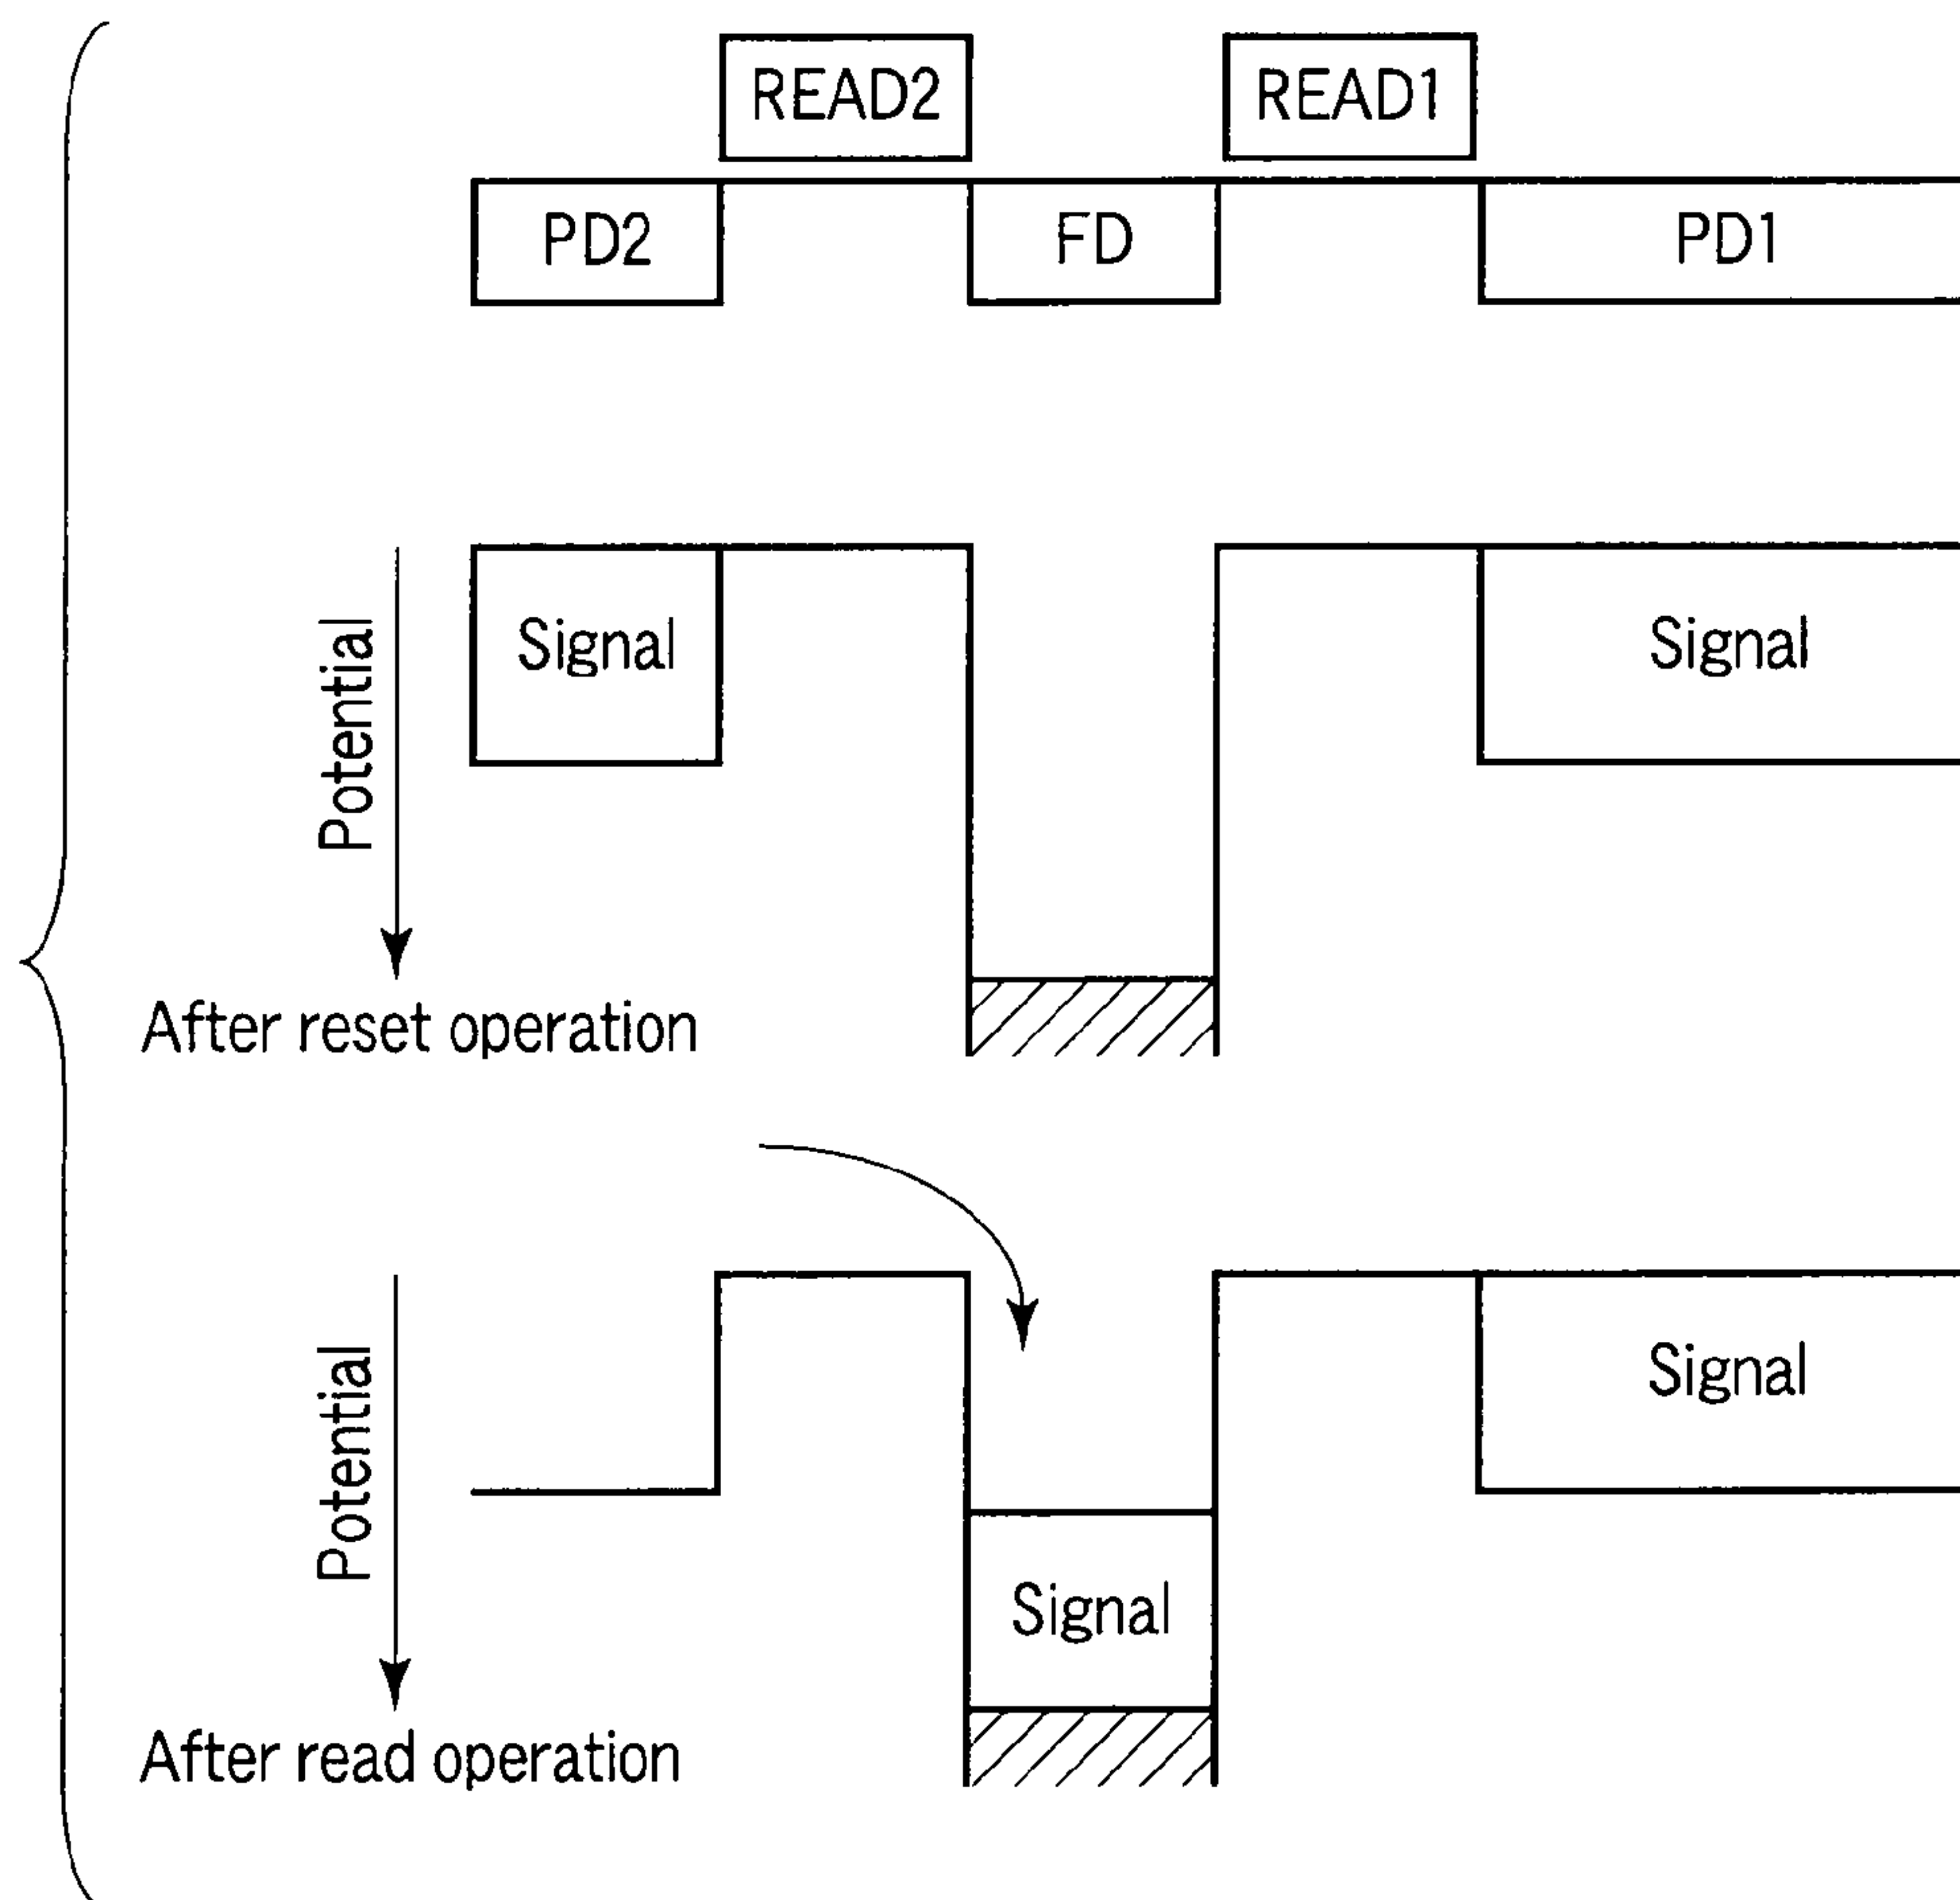 READ2 READ1
PD2 FD PD1
Signal Signal
Potential
After reset operation
Signal
Potential
Signal
After read operation